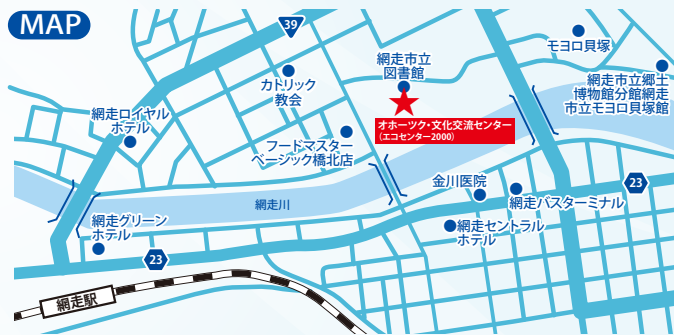 MAP
39
モヨロ貝塚
網走市立
図書館
網走市立郷土
博物館分館網走
市立モヨロ貝塚館
カトリック
教会
網走ロイヤル
ホテル
オホーツク・文化交流センター
(エコセンター2000)
フードマスター
ベーシック橋北店
金川医院
23
網走バスターミナル
網走川
網走グリーン
ホテル
網走セントラル
ホテル
23
網走駅